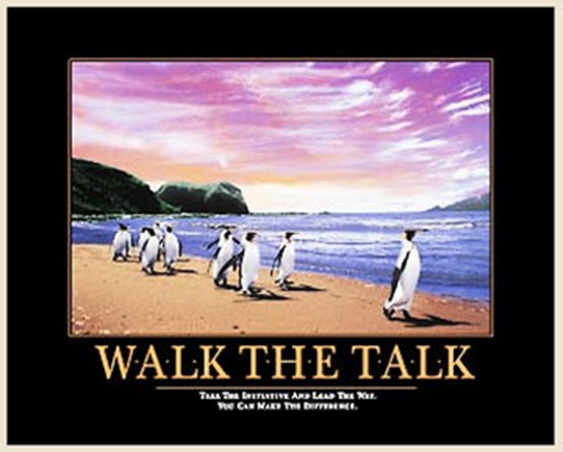 WALK THE TALK
TAKE THE INITIATIVE AND LEAD THE WAY.
YOU CAN MAKE THE DIFFERENCE.